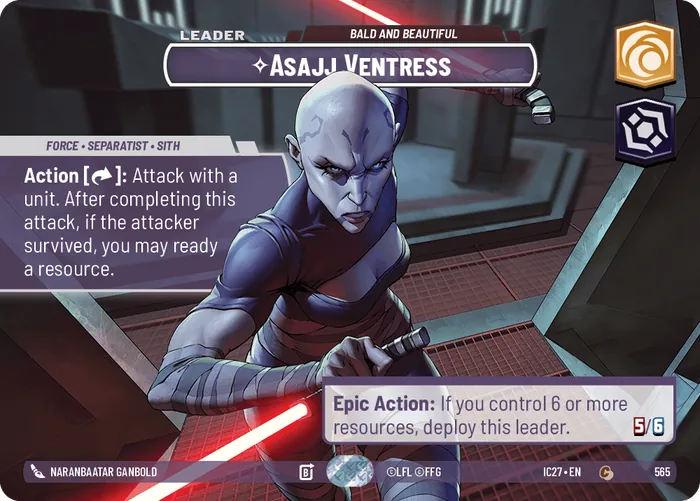 LEADER
BALD AND BEAUTIFUL
✧ASAJJ VENTRESS
FORCE • SEPARATIST • SITH
Action [↷]: Attack with a
unit. After completing this
attack, if the attacker
survived, you may ready
a resource.
Epic Action: If you control 6 or more
resources, deploy this leader.
5/6
NARANBAATAR GANBOLD
B
©LFL ©FFG
IC27 • EN
C
565